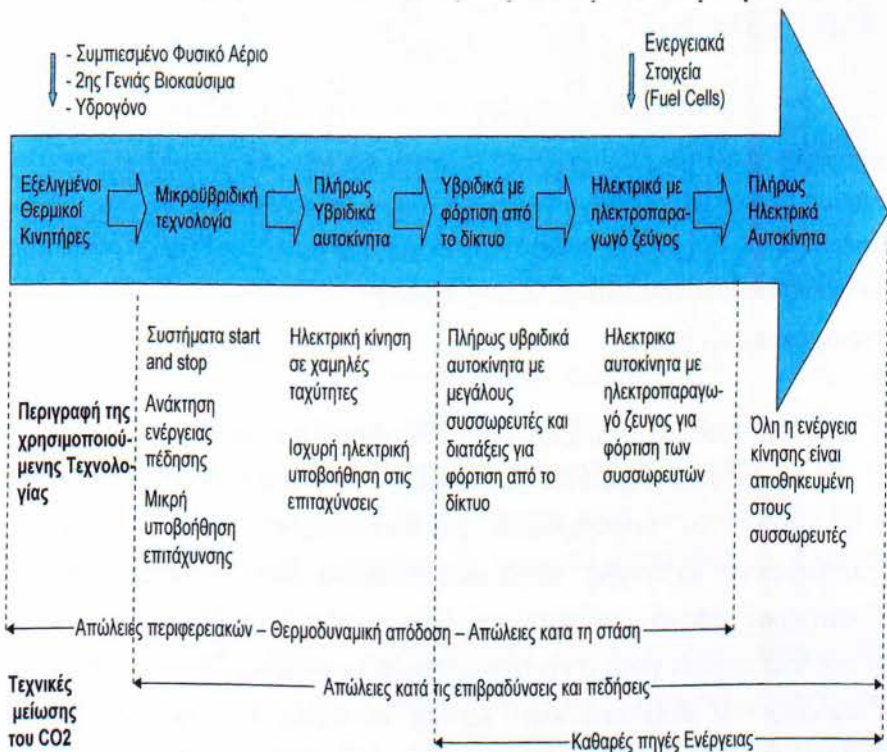 - Συμπιεσμένο Φυσικό Αέριο
- 2ης Γενιάς Βιοκαύσιμα
- Υδρογόνο
Ενεργειακά
Στοιχεία
(Fuel Cells)
Εξελιγμένοι
Θερμικοί
Κινητήρες
Μικροϋβριδική
τεχνολογία
Πλήρως
Υβριδικά
αυτοκίνητα
Υβριδικά με
φόρτιση από
το δίκτυο
Ηλεκτρικά με
ηλεκτροπαρα-
γωγό ζεύγος
Πλήρως
Ηλεκτρικά
Αυτοκίνητα
Περιγραφή της
χρησιμοποιού-
μενης Τεχνολο-
γίας
Συστήματα start
and stop
Ανάκτηση
ενέργειας
πέδησης
Μικρή
υποβοήθηση
επιτάχυνσης
Ηλεκτρική κίνηση
σε χαμηλές
ταχύτητες
Ισχυρή ηλεκτρική
υποβοήθηση στις
επιταχύνσεις
Πλήρως υβριδικά
αυτοκίνητα με
μεγάλους
συσσωρευτές και
διατάξεις για
φόρτιση από το
δίκτυο
Ηλεκτρικα
αυτοκίνητα με
ηλεκτροπαραγω-
γό ζευγος για
φόρτιση των
συσσωρευτών
Όλη η ενέργεια
κίνησης είναι
αποθηκευμένη
στους
συσσωρευτές
Απώλειες περιφερειακών – Θερμοδυναμική απόδοση – Απώλειες κατα τη στάση
Τεχνικές
μείωσης
του CO2
Απώλειες κατά τις επιβραδύνσεις και πεδήσεις
Καθαρές πηγές Ενέργειας